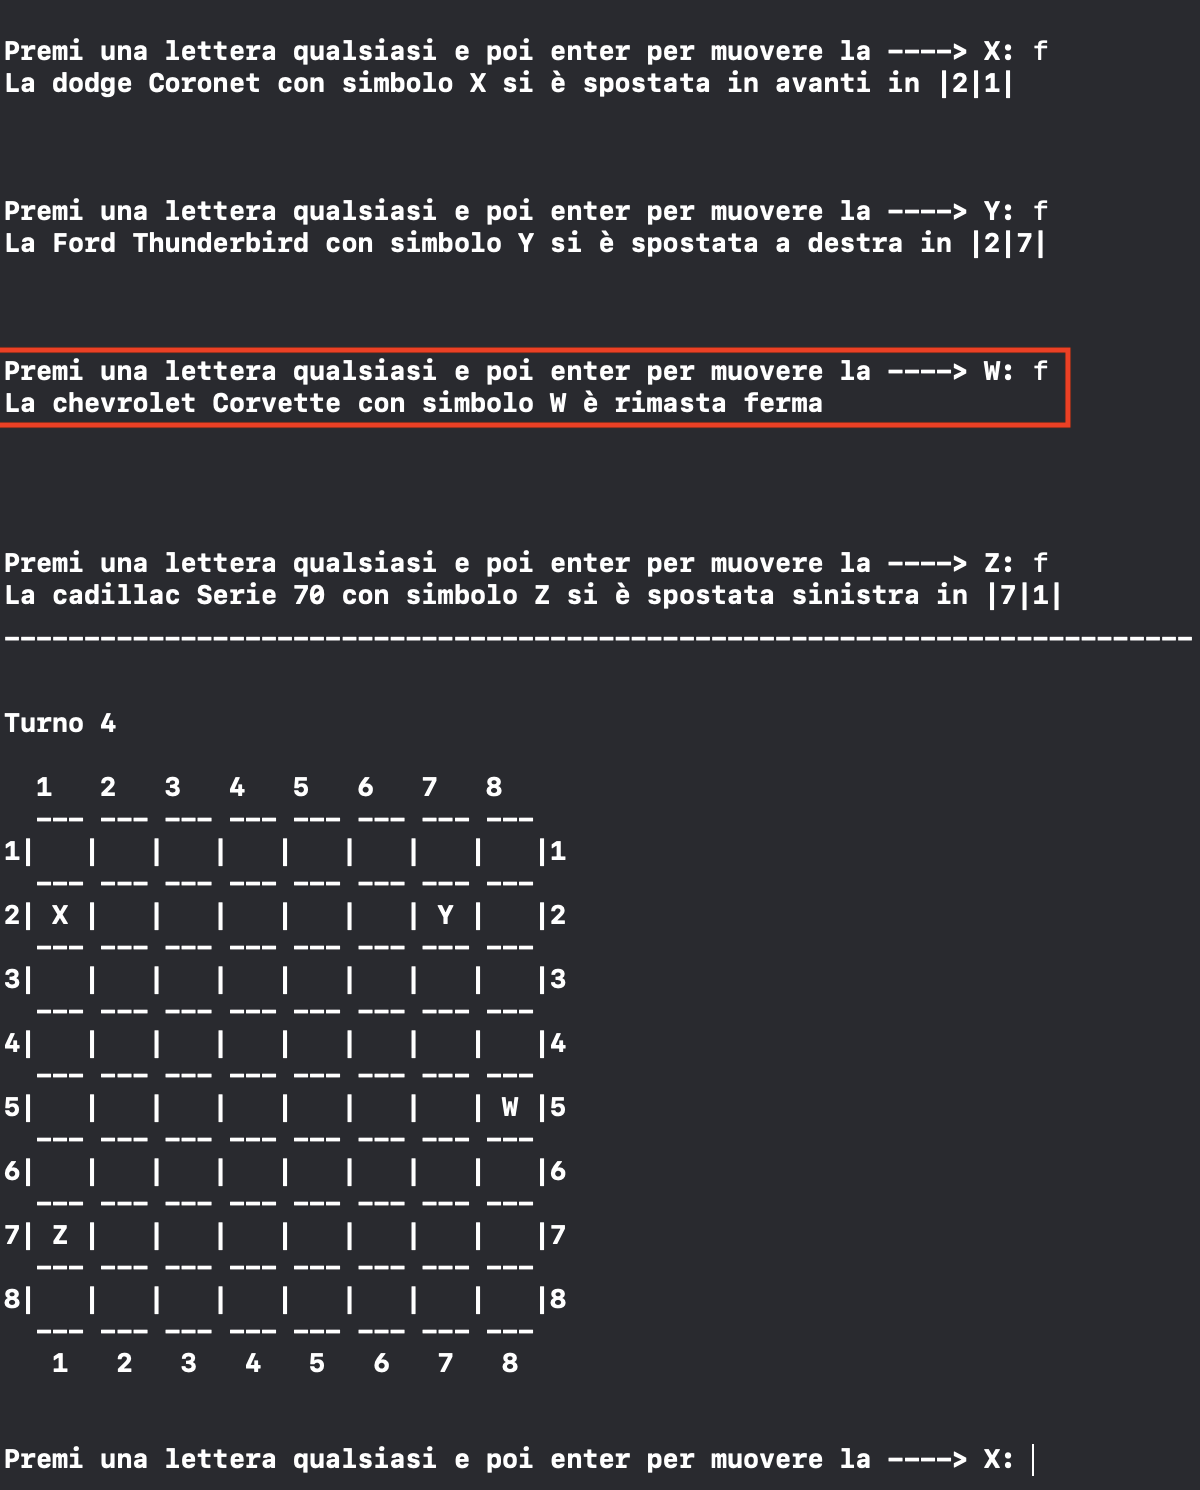 Premi una lettera qualsiasi e poi enter per muovere la ----> X: f
La dodge Coronet con simbolo X si è spostata in avanti in |2|1|
Premi una lettera qualsiasi e poi enter per muovere la ----> Y: f
La Ford Thunderbird con simbolo Y si è spostata a destra in |2|7|
Premi una lettera qualsiasi e poi enter per muovere la ----> W: f
La chevrolet Corvette con simbolo W è rimasta ferma
Premi una lettera qualsiasi e poi enter per muovere la ----> Z: f
La cadillac Serie 70 con simbolo Z si è spostata sinistra in |7|1|
--------------------------------------------------------------------------
Turno 4
  1   2   3   4   5   6   7   8
  --- --- --- --- --- --- --- ---
1|   |   |   |   |   |   |   |   |1
  --- --- --- --- --- --- --- ---
2| X |   |   |   |   |   | Y |   |2
  --- --- --- --- --- --- --- ---
3|   |   |   |   |   |   |   |   |3
  --- --- --- --- --- --- --- ---
4|   |   |   |   |   |   |   |   |4
  --- --- --- --- --- --- --- ---
5|   |   |   |   |   |   |   | W |5
  --- --- --- --- --- --- --- ---
6|   |   |   |   |   |   |   |   |6
  --- --- --- --- --- --- --- ---
7| Z |   |   |   |   |   |   |   |7
  --- --- --- --- --- --- --- ---
8|   |   |   |   |   |   |   |   |8
  --- --- --- --- --- --- --- ---
   1   2   3   4   5   6   7   8
Premi una lettera qualsiasi e poi enter per muovere la ----> X: